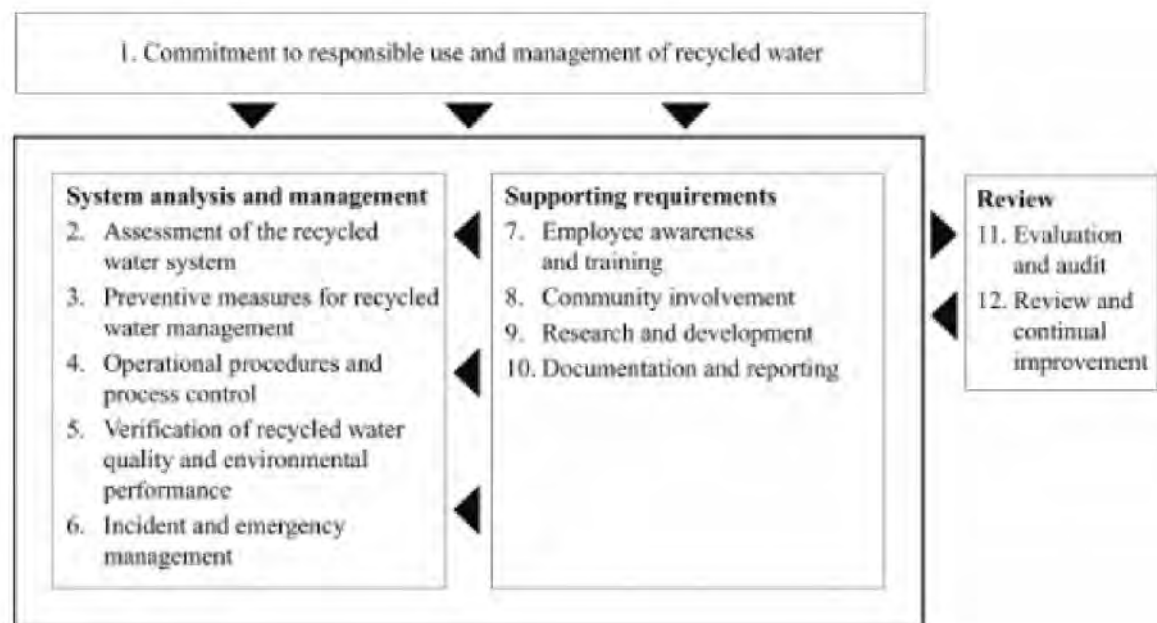 1. Commitment to responsible use and management of recycled water
System analysis and management
2. Assessment of the recycled
water system
3. Preventive measures for recycled
water management
4. Operational procedures and
process control
5. Verification of recycled water
quality and environmental
performance
6. Incident and emergency
management
Supporting requirements
7. Employee awareness
and training
8. Community involvement
9. Research and development
10. Documentation and reporting
Review
11. Evaluation
and audit
12. Review and
continual
improvement